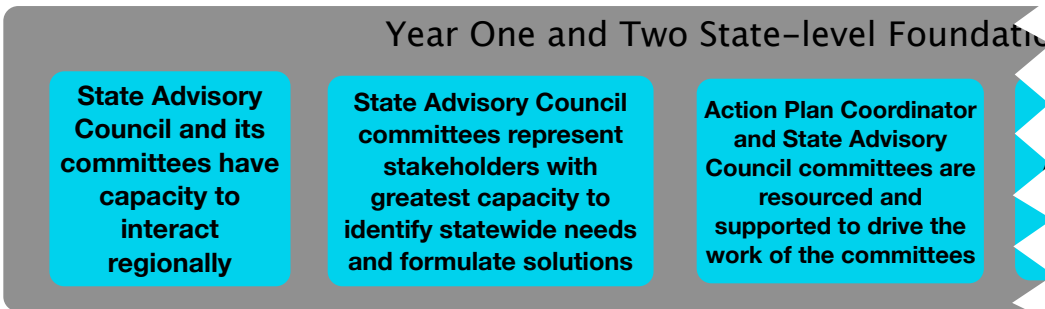 Year One and Two State-level
State Advisory
Council and its
committees have
capacity to
interact
regionally
State Advisory Council
committees represent
stakeholders with
greatest capacity to
identify statewide needs
and formulate solutions
Action Plan Coordinator
and State Advisory
Council committees are
resourced and
supported to drive the
work of the committees